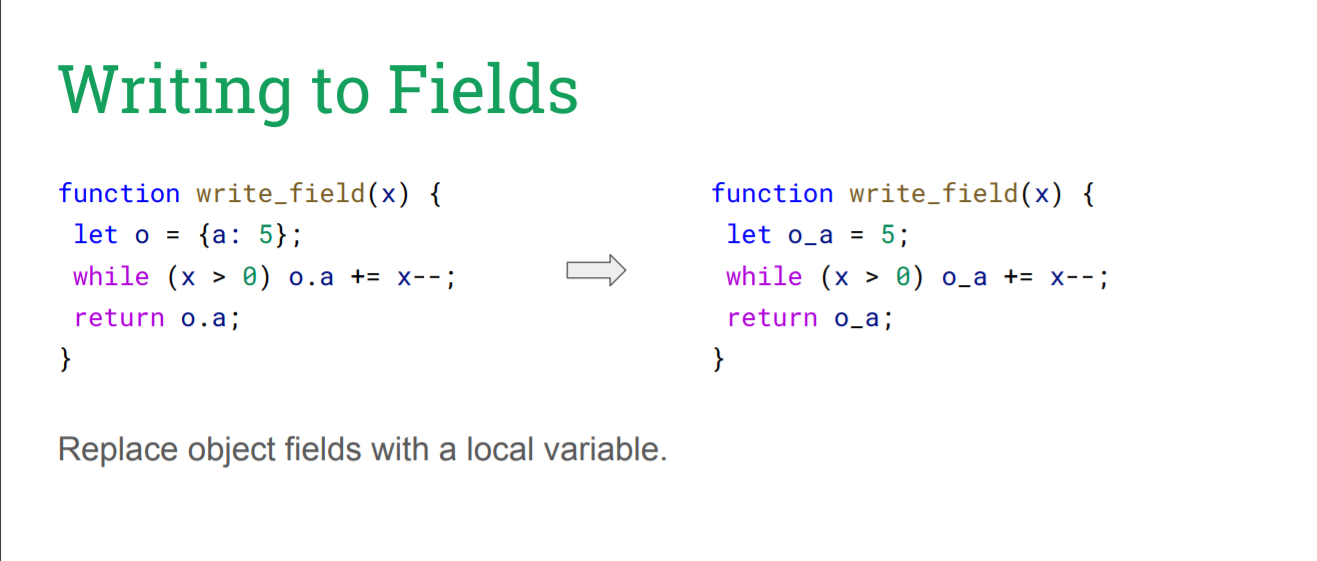 Writing to Fields
function write_field(x) {
let o = {a: 5};
while (x > 0) o.a += x--;
return o.a;
}
function write_field(x) {
let o_a = 5;
while (x > 0) o_a += x--;
return o_a;
}
Replace object fields with a local variable.